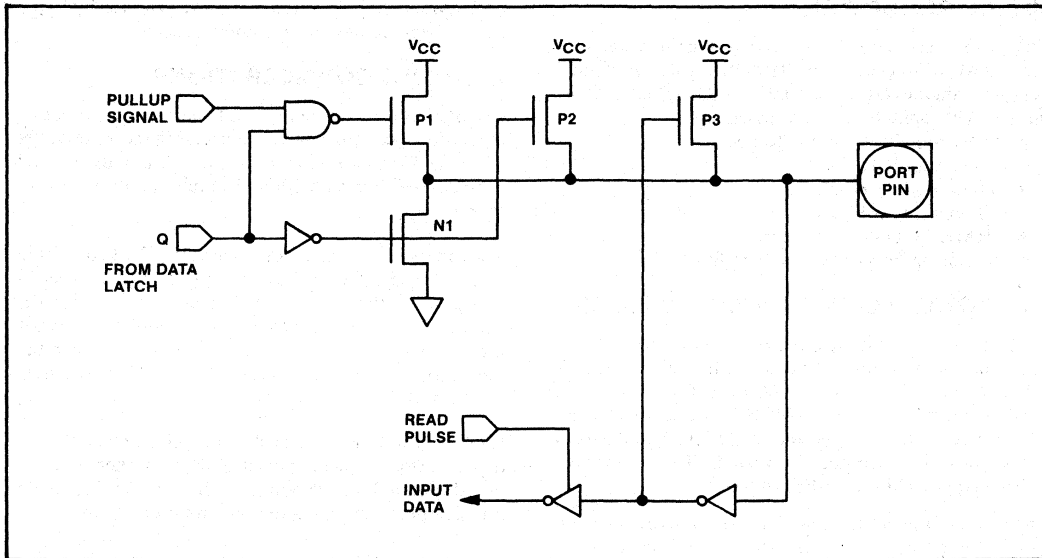 VCC
VCC
VCC
PULLUP
SIGNAL
P1
P2
P3
PORT
PIN
N1
Q
FROM DATA
LATCH
READ
PULSE
INPUT
DATA